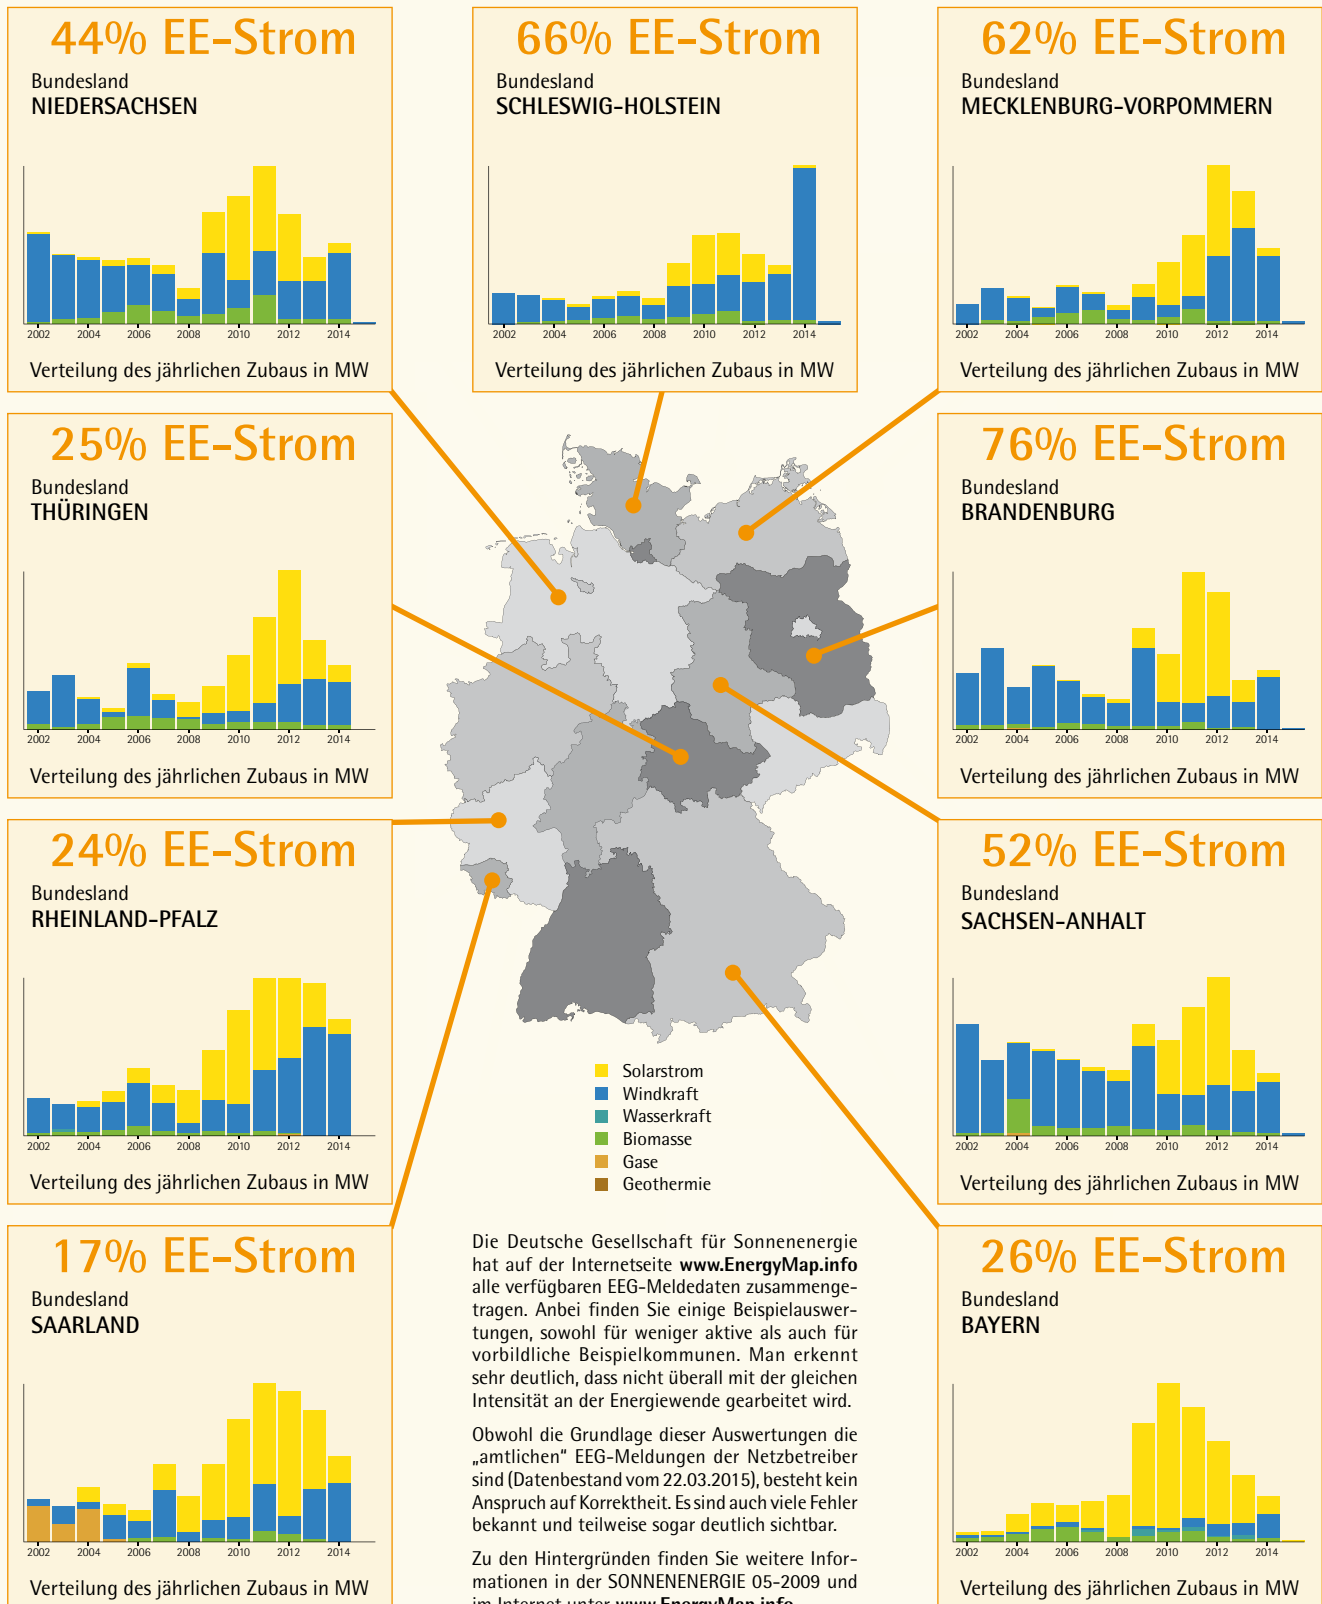 44% EE-Strom
Bundesland
NIEDERSACHSEN
2002 2004 2006 2008 2010 2012 2014
Verteilung des jährlichen Zubaus in MW
66% EE-Strom
Bundesland
SCHLESWIG-HOLSTEIN
2002 2004 2006 2008 2010 2012 2014
Verteilung des jährlichen Zubaus in MW
62% EE-Strom
Bundesland
MECKLENBURG-VORPOMMERN
2002 2004 2006 2008 2010 2012 2014
Verteilung des jährlichen Zubaus in MW
25% EE-Strom
Bundesland
THÜRINGEN
2002 2004 2006 2008 2010 2012 2014
Verteilung des jährlichen Zubaus in MW
76% EE-Strom
Bundesland
BRANDENBURG
2002 2004 2006 2008 2010 2012 2014
Verteilung des jährlichen Zubaus in MW
24% EE-Strom
Bundesland
RHEINLAND-PFALZ
2002 2004 2006 2008 2010 2012 2014
Verteilung des jährlichen Zubaus in MW
52% EE-Strom
Bundesland
SACHSEN-ANHALT
2002 2004 2006 2008 2010 2012 2014
Verteilung des jährlichen Zubaus in MW
Solarstrom
Windkraft
Wasserkraft
Biomasse
Gase
Geothermie
17% EE-Strom
Bundesland
SAARLAND
2002 2004 2006 2008 2010 2012 2014
Verteilung des jährlichen Zubaus in MW
Die Deutsche Gesellschaft für Sonnenenergie
hat auf der Internetseite www.EnergyMap.info
alle verfügbaren EEG-Meldedaten zusammenge-
tragen. Anbei finden Sie einige Beispielauswer-
tungen, sowohl für weniger aktive als auch für
vorbildliche Beispielkommunen. Man erkennt
sehr deutlich, dass nicht überall mit der gleichen
Intensität an der Energiewende gearbeitet wird.
Obwohl die Grundlage dieser Auswertungen die
„amtlichen" EEG-Meldungen der Netzbetreiber
sind (Datenbestand vom 22.03.2015), besteht kein
Anspruch auf Korrektheit. Es sind auch viele Fehler
bekannt und teilweise sogar deutlich sichtbar.
Zu den Hintergründen finden Sie weitere Infor-
mationen in der SONNENENERGIE 05-2009 und
im Internet unter www.EnergyMap.info
26% EE-Strom
Bundesland
BAYERN
2002 2004 2006 2008 2010 2012 2014
Verteilung des jährlichen Zubaus in MW